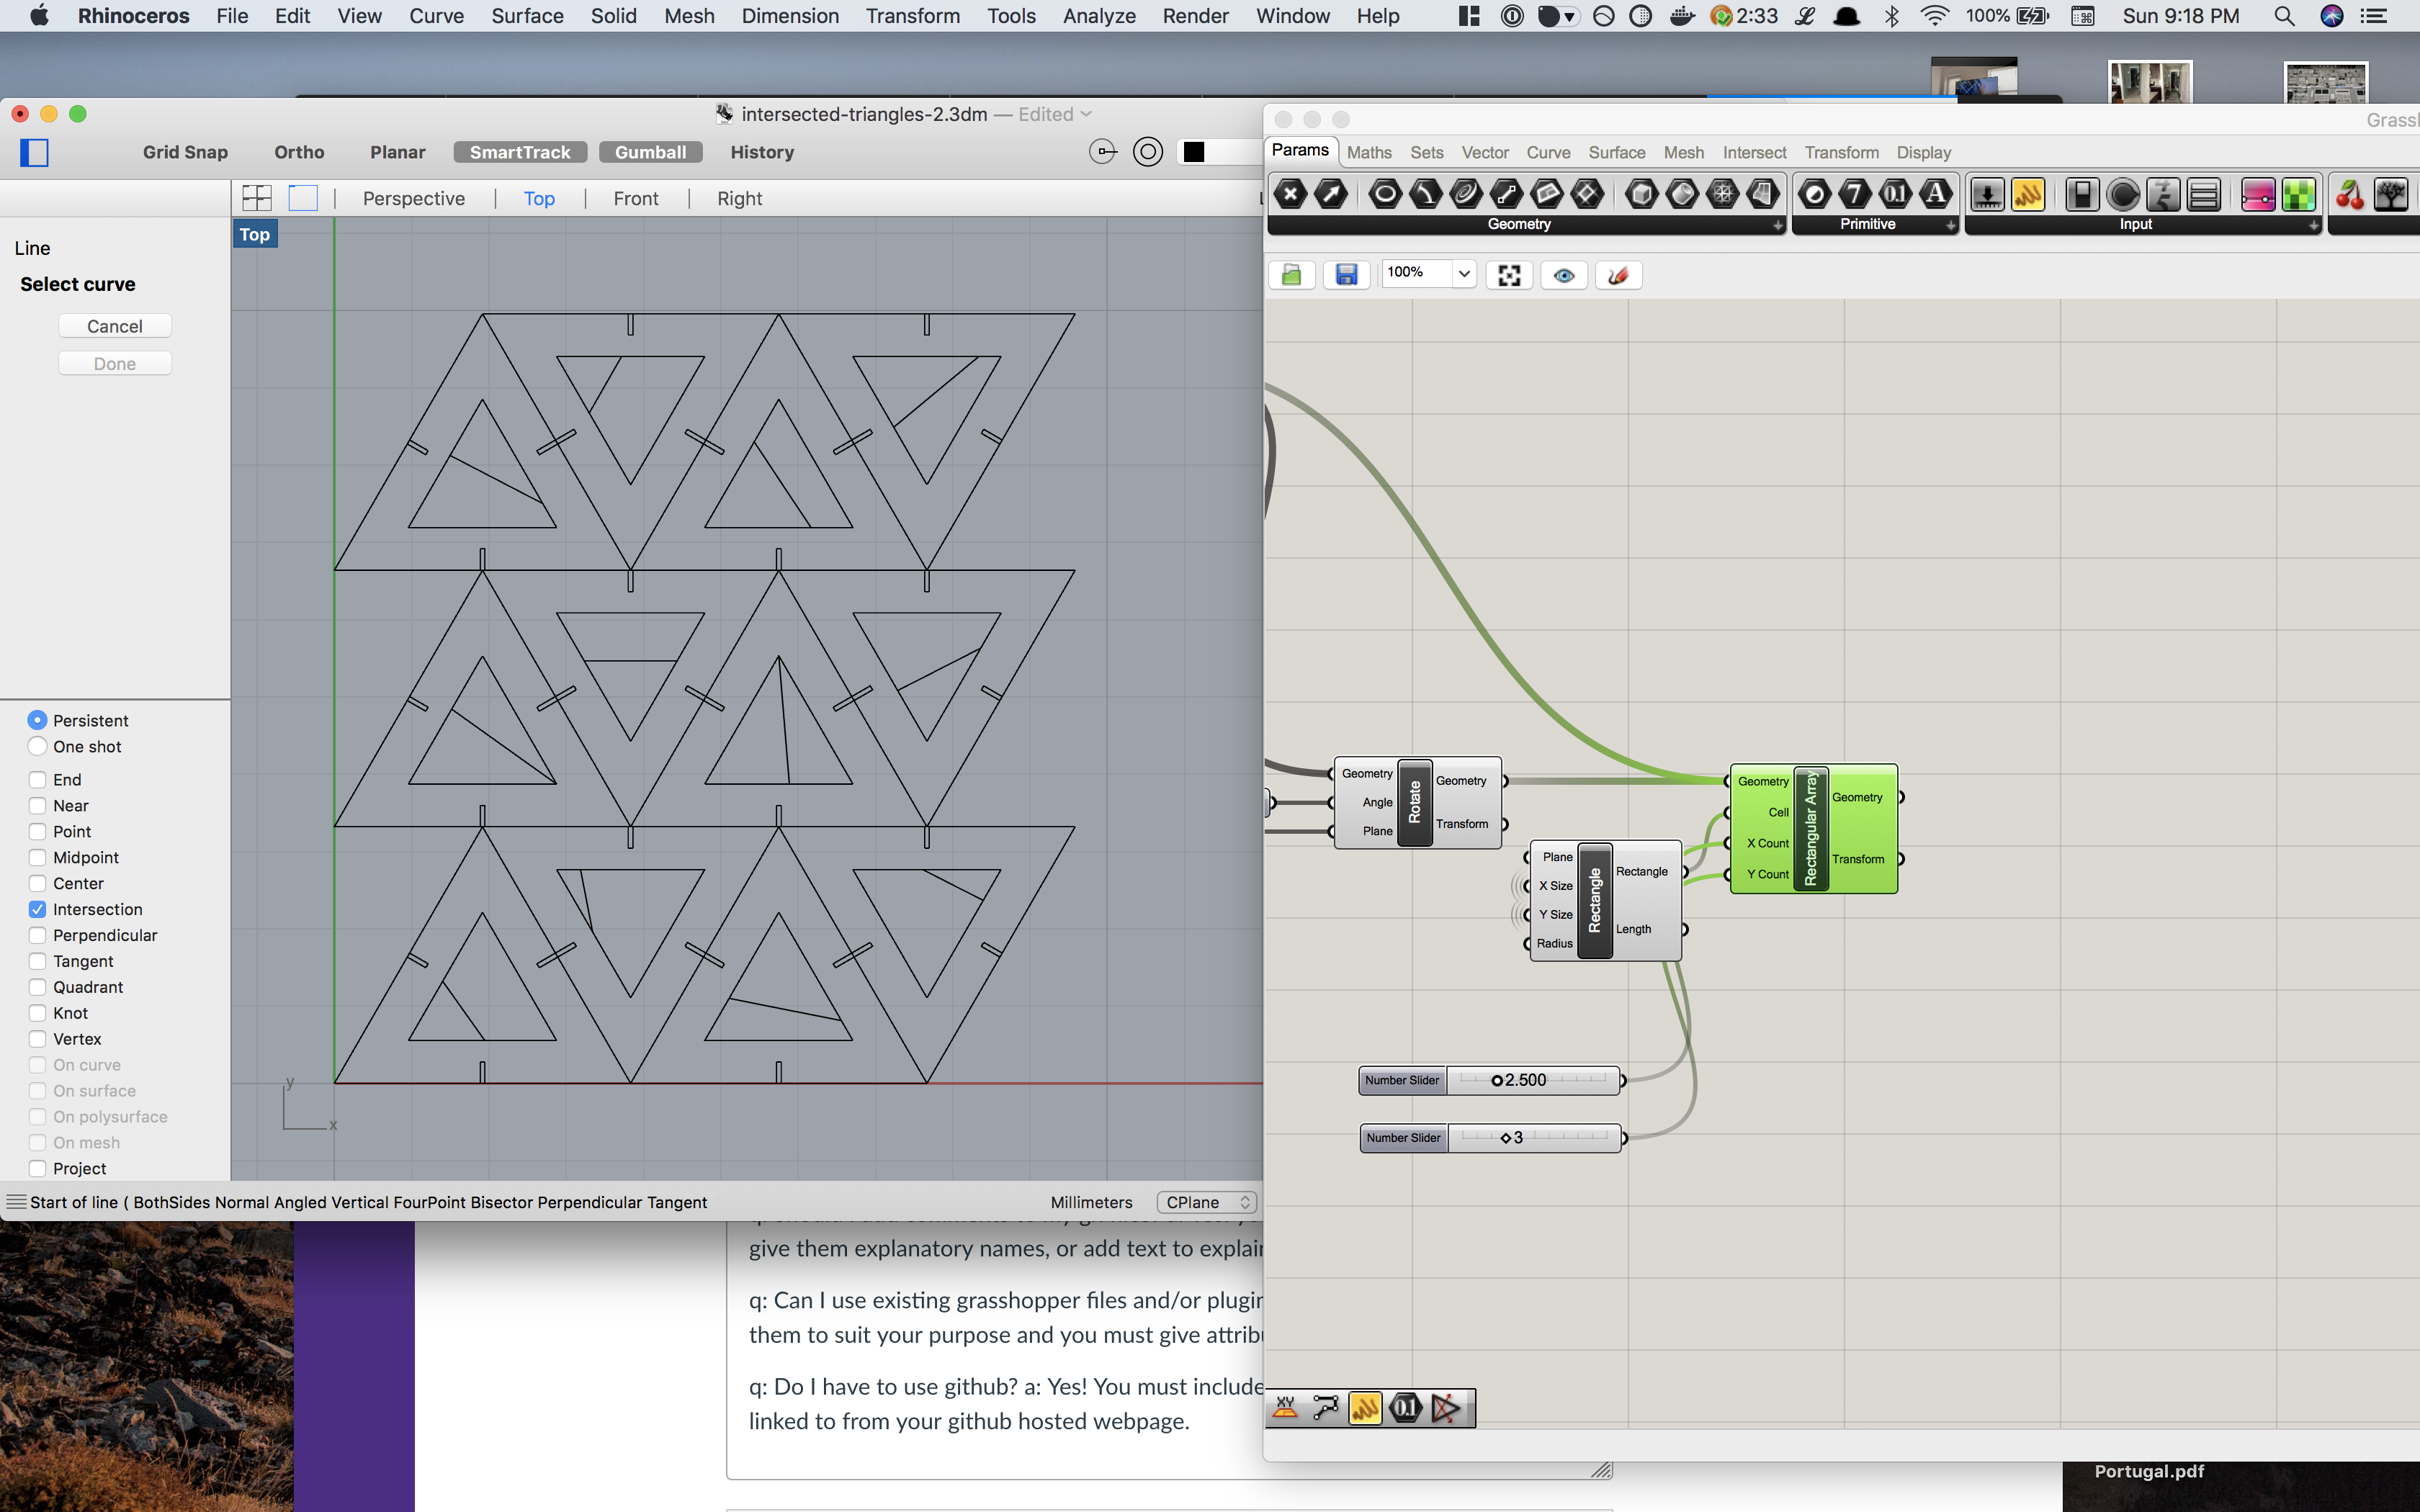 Rhinoceros File Edit View Curve Surface Solid Mesh Dimension Transform Tools Analyze Render Window Help 2:33 100% Sun 9:18 PM
intersected-triangles-2.3dm — Edited
Grid Snap Ortho Planar SmartTrack Gumball History
Perspective Top Front Right
Top
Line
Select curve
Cancel
Done
Persistent
One shot
End
Near
Point
Midpoint
Center
Intersection
Perpendicular
Tangent
Quadrant
Knot
Vertex
On curve
On surface
On polysurface
On mesh
Project
y
x
Start of line ( BothSides Normal Angled Vertical FourPoint Bisector Perpendicular Tangent
Millimeters CPlane
Params Maths Sets Vector Curve Surface Mesh Intersect Transform Display
Geometry Primitive Input
100%
Geometry
Angle
Plane
Rotate
Geometry
Transform
Plane
X Size
Y Size
Radius
Rectangle
Rectangle
Length
Geometry
Cell
X Count
Y Count
Rectangular Array
Geometry
Transform
Number Slider 2.500
Number Slider 3
XY
0.1
give them explanatory names, or add text to explai
q: Can I use existing grasshopper files and/or plugi
them to suit your purpose and you must give attrib
q: Do I have to use github? a: Yes! You must include
linked to from your github hosted webpage.
Portugal.pdf